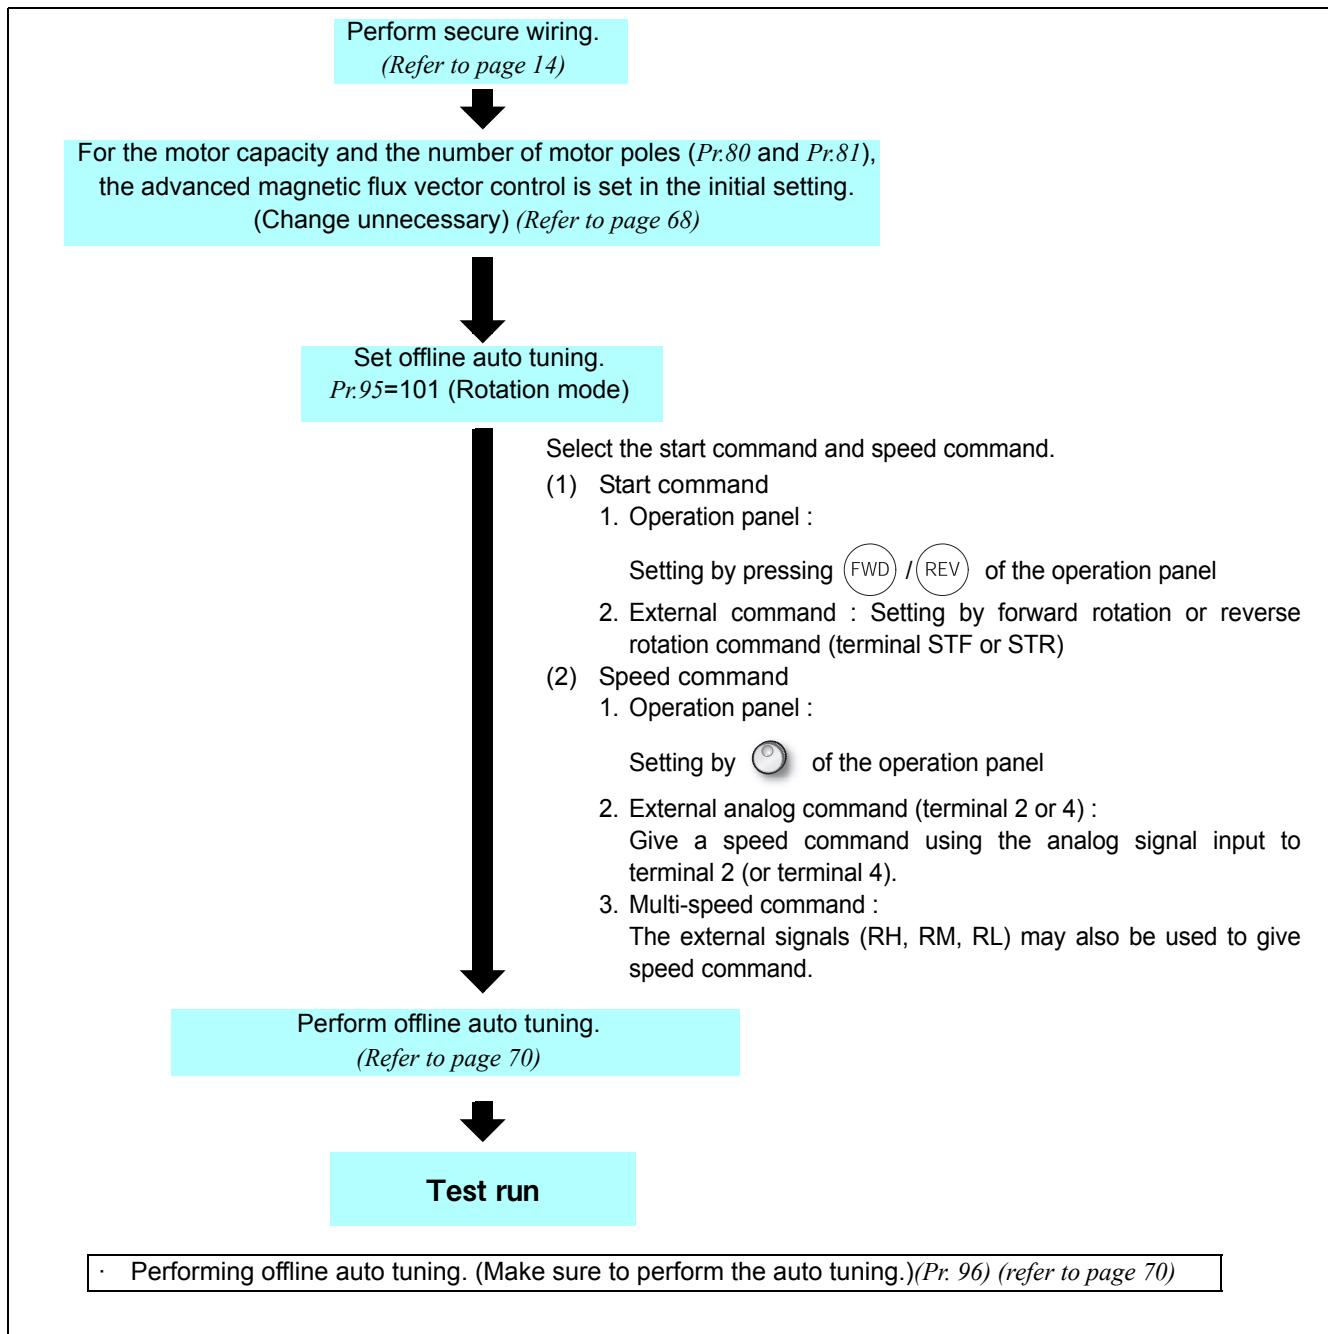 Perform secure wiring.
(Refer to page 14)
For the motor capacity and the number of motor poles (Pr.80 and Pr.81),
the advanced magnetic flux vector control is set in the initial setting.
(Change unnecessary) (Refer to page 68)
Set offline auto tuning.
Pr.95=101 (Rotation mode)
Select the start command and speed command.
(1) Start command
1. Operation panel :
Setting by pressing FWD / REV of the operation panel
2. External command : Setting by forward rotation or reverse
rotation command (terminal STF or STR)
(2) Speed command
1. Operation panel :
Setting by of the operation panel
2. External analog command (terminal 2 or 4) :
Give a speed command using the analog signal input to
terminal 2 (or terminal 4).
3. Multi-speed command :
The external signals (RH, RM, RL) may also be used to give
speed command.
Perform offline auto tuning.
(Refer to page 70)
Test run
· Performing offline auto tuning. (Make sure to perform the auto tuning.)(Pr. 96) (refer to page 70)